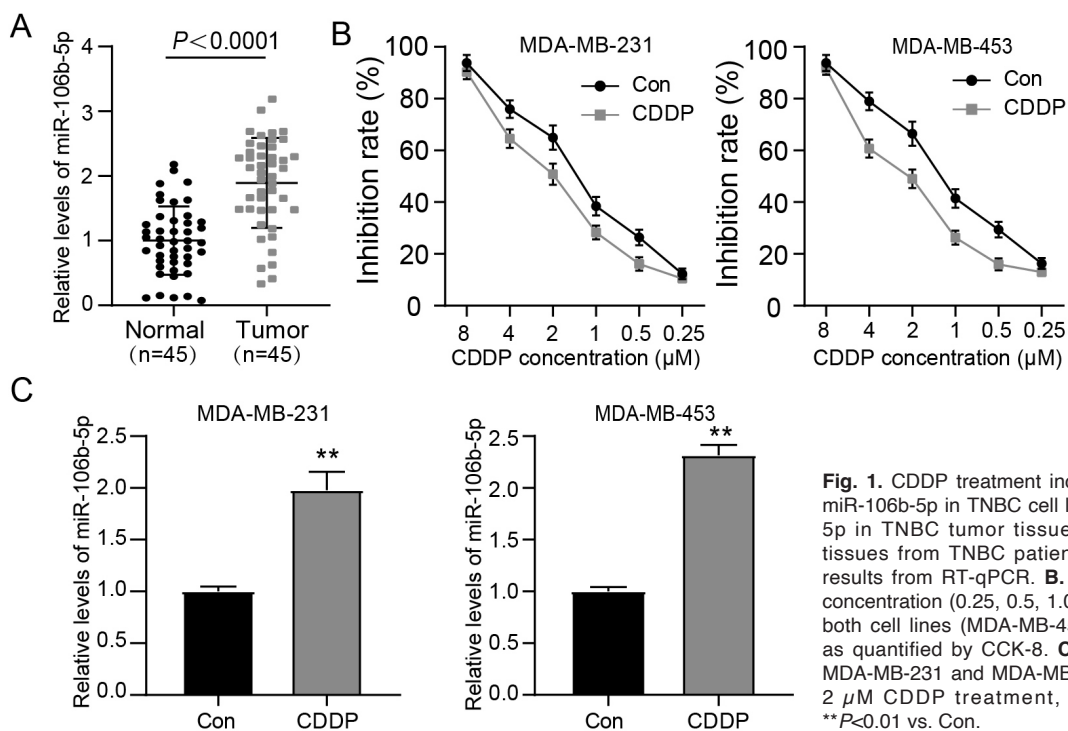 A
P<0.0001
Relative levels of miR-106b-5p
4
3
2
1
0
Normal
(n=45)
Tumor
(n=45)
B
MDA-MB-231
Inhibition rate (%)
100
80
60
40
20
0
Con
CDDP
8
4
2
1
0.5
0.25
CDDP concentration (μM)
MDA-MB-453
Inhibition rate (%)
100
80
60
40
20
0
Con
CDDP
8
4
2
1
0.5
0.25
CDDP concentration (μM)
C
MDA-MB-231
Relative levels of miR-106b-5p
2.5
2.0
1.5
1.0
0.5
0.0
**
Con
CDDP
MDA-MB-453
Relative levels of miR-106b-5p
2.5
2.0
1.5
1.0
0.5
0.0
**
Con
CDDP
Fig. 1. CDDP treatment inc
miR-106b-5p in TNBC cell l
5p in TNBC tumor tissue
tissues from TNBC patien
results from RT-qPCR. B.
concentration (0.25, 0.5, 1.0
both cell lines (MDA-MB-4
as quantified by CCK-8. C
MDA-MB-231 and MDA-MB
2 μM CDDP treatment,
**P<0.01 vs. Con.